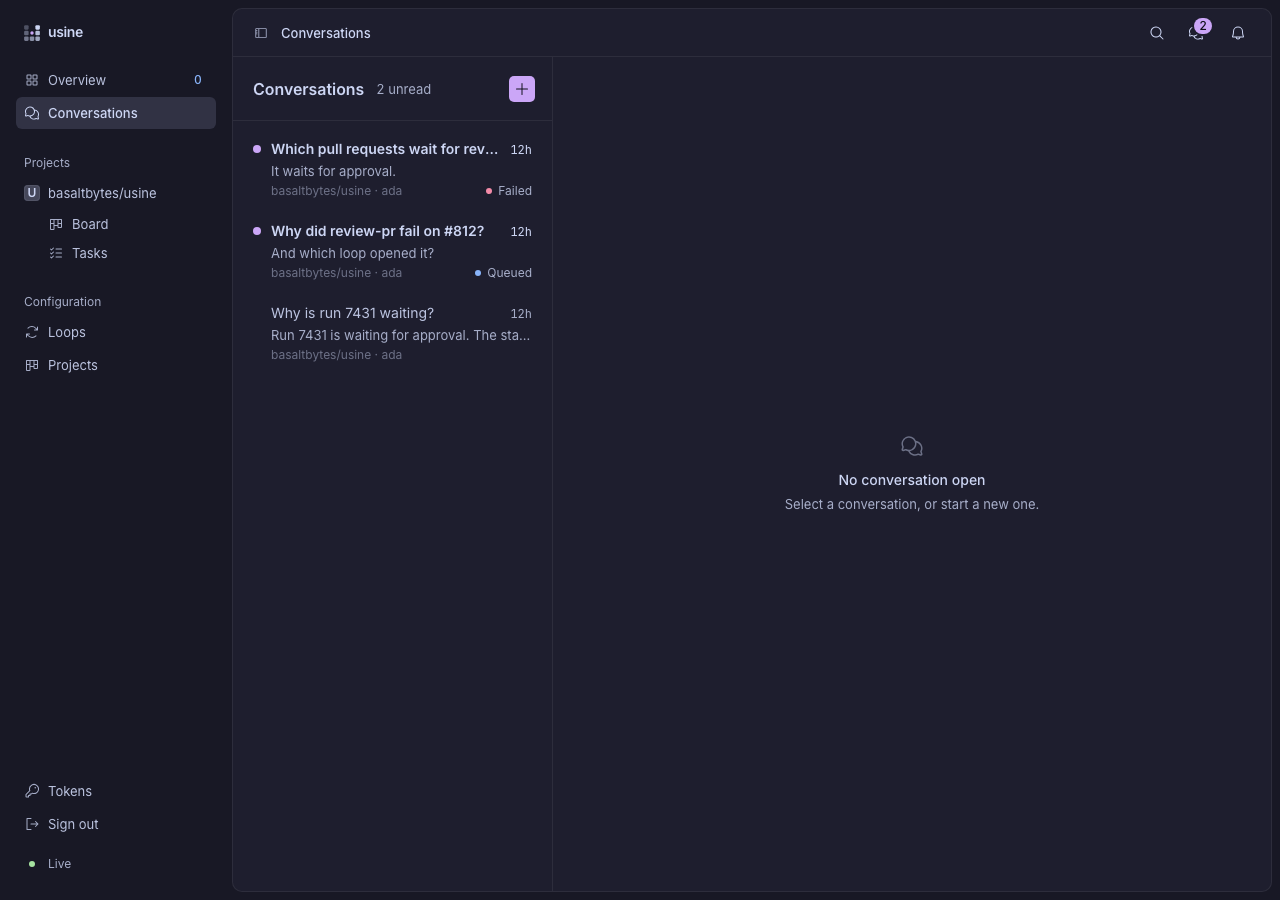 usine
Overview 0
Conversations
Projects
U basaltbytes/usine
Board
Tasks
Configuration
Loops
Projects
Tokens
Sign out
Live
Conversations
2
Conversations 2 unread
Which pull requests wait for rev... 12h
It waits for approval.
basaltbytes/usine · ada Failed
Why did review-pr fail on #812? 12h
And which loop opened it?
basaltbytes/usine · ada Queued
Why is run 7431 waiting? 12h
Run 7431 is waiting for approval. The sta...
basaltbytes/usine · ada
No conversation open
Select a conversation, or start a new one.